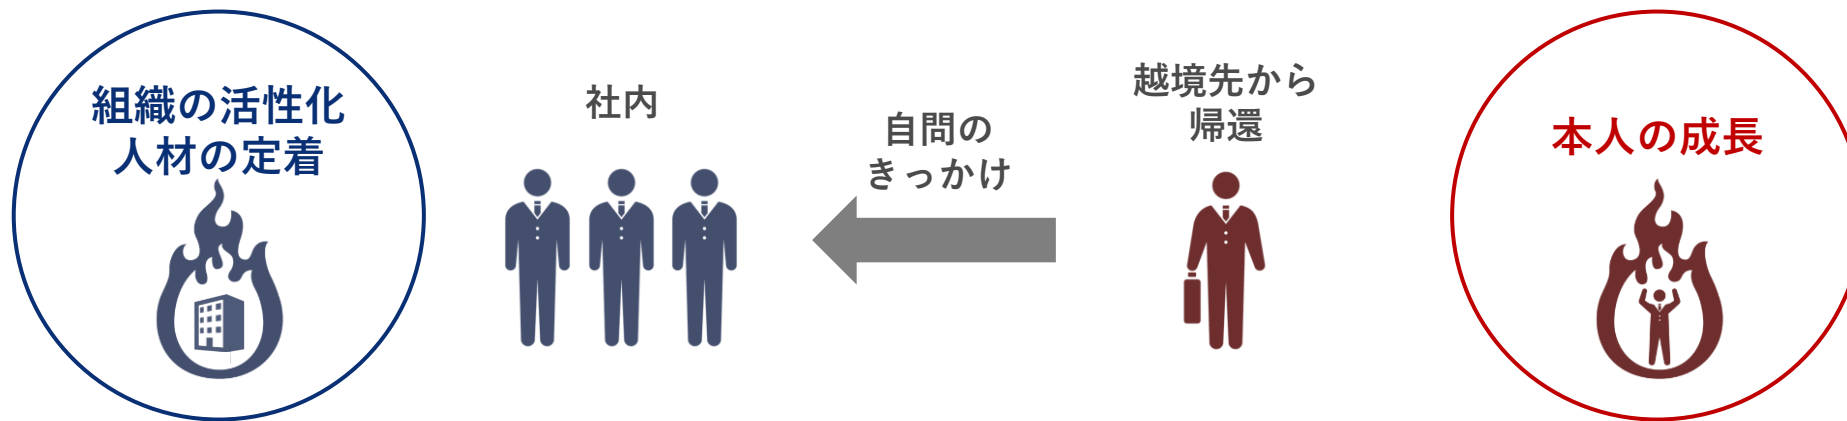 組織の活性化
人材の定着
社内
自問の
きっかけ
越境先から
帰還
本人の成長